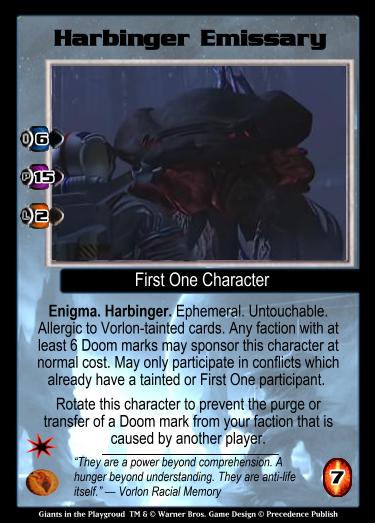 Harbinger Emissary
D 6
P 15
L 2
First One Character
Enigma. Harbinger. Ephemeral. Untouchable.
Allergic to Vorlon-tainted cards. Any faction with at
least 6 Doom marks may sponsor this character at
normal cost. May only participate in conflicts which
already have a tainted or First One participant.
Rotate this character to prevent the purge or
transfer of a Doom mark from your faction that is
caused by another player.
“They are a power beyond comprehension. A
hunger beyond understanding. They are anti-life
itself.” — Vorlon Racial Memory
7
Giants in the Playgroud TM & © Warner Bros. Game Design © Precedence Publish